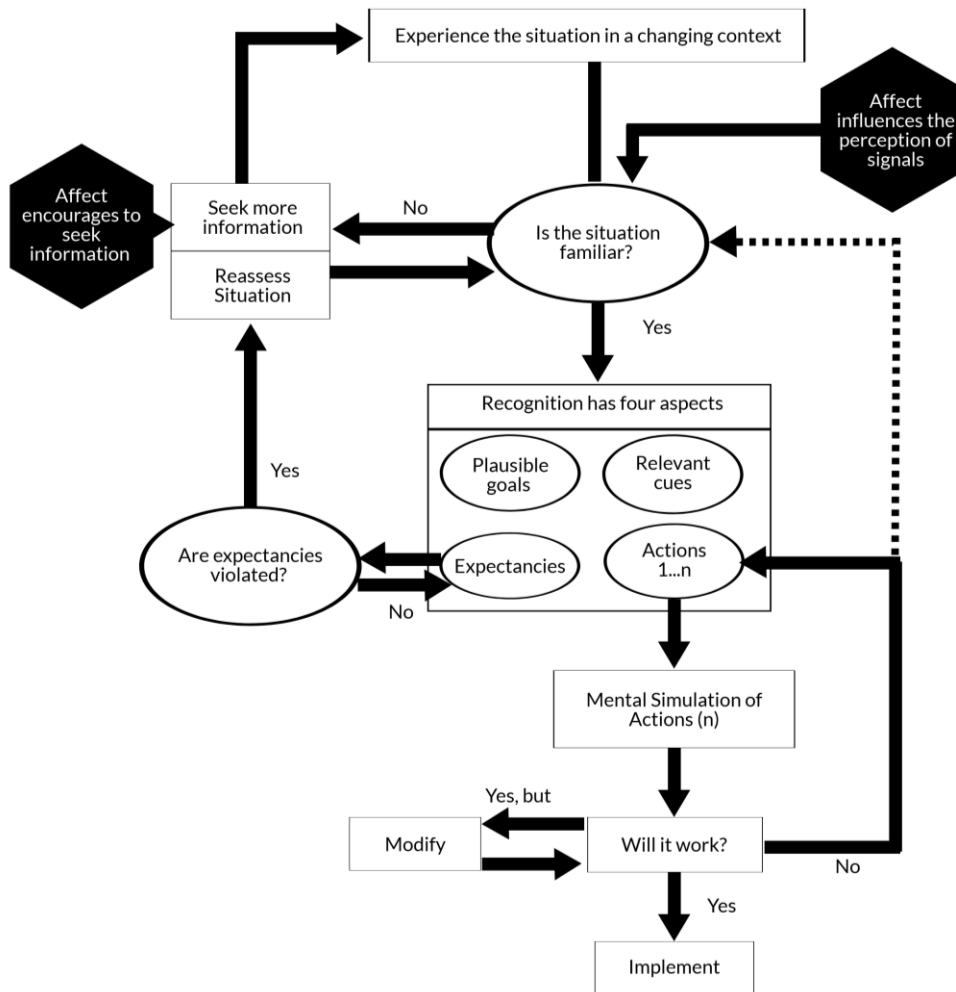 Experience the situation in a changing context
Affect
influences the
perception of
signals
Affect
encourages to
seek
information
Seek more
information
No
Is the situation
familiar?
Reassess
Situation
Yes
Recognition has four aspects
Plausible
goals
Relevant
cues
Yes
Are expectancies
violated?
Expectancies
Actions
1...n
No
Mental Simulation of
Actions (n)
Yes, but
Modify
Will it work?
No
Yes
Implement